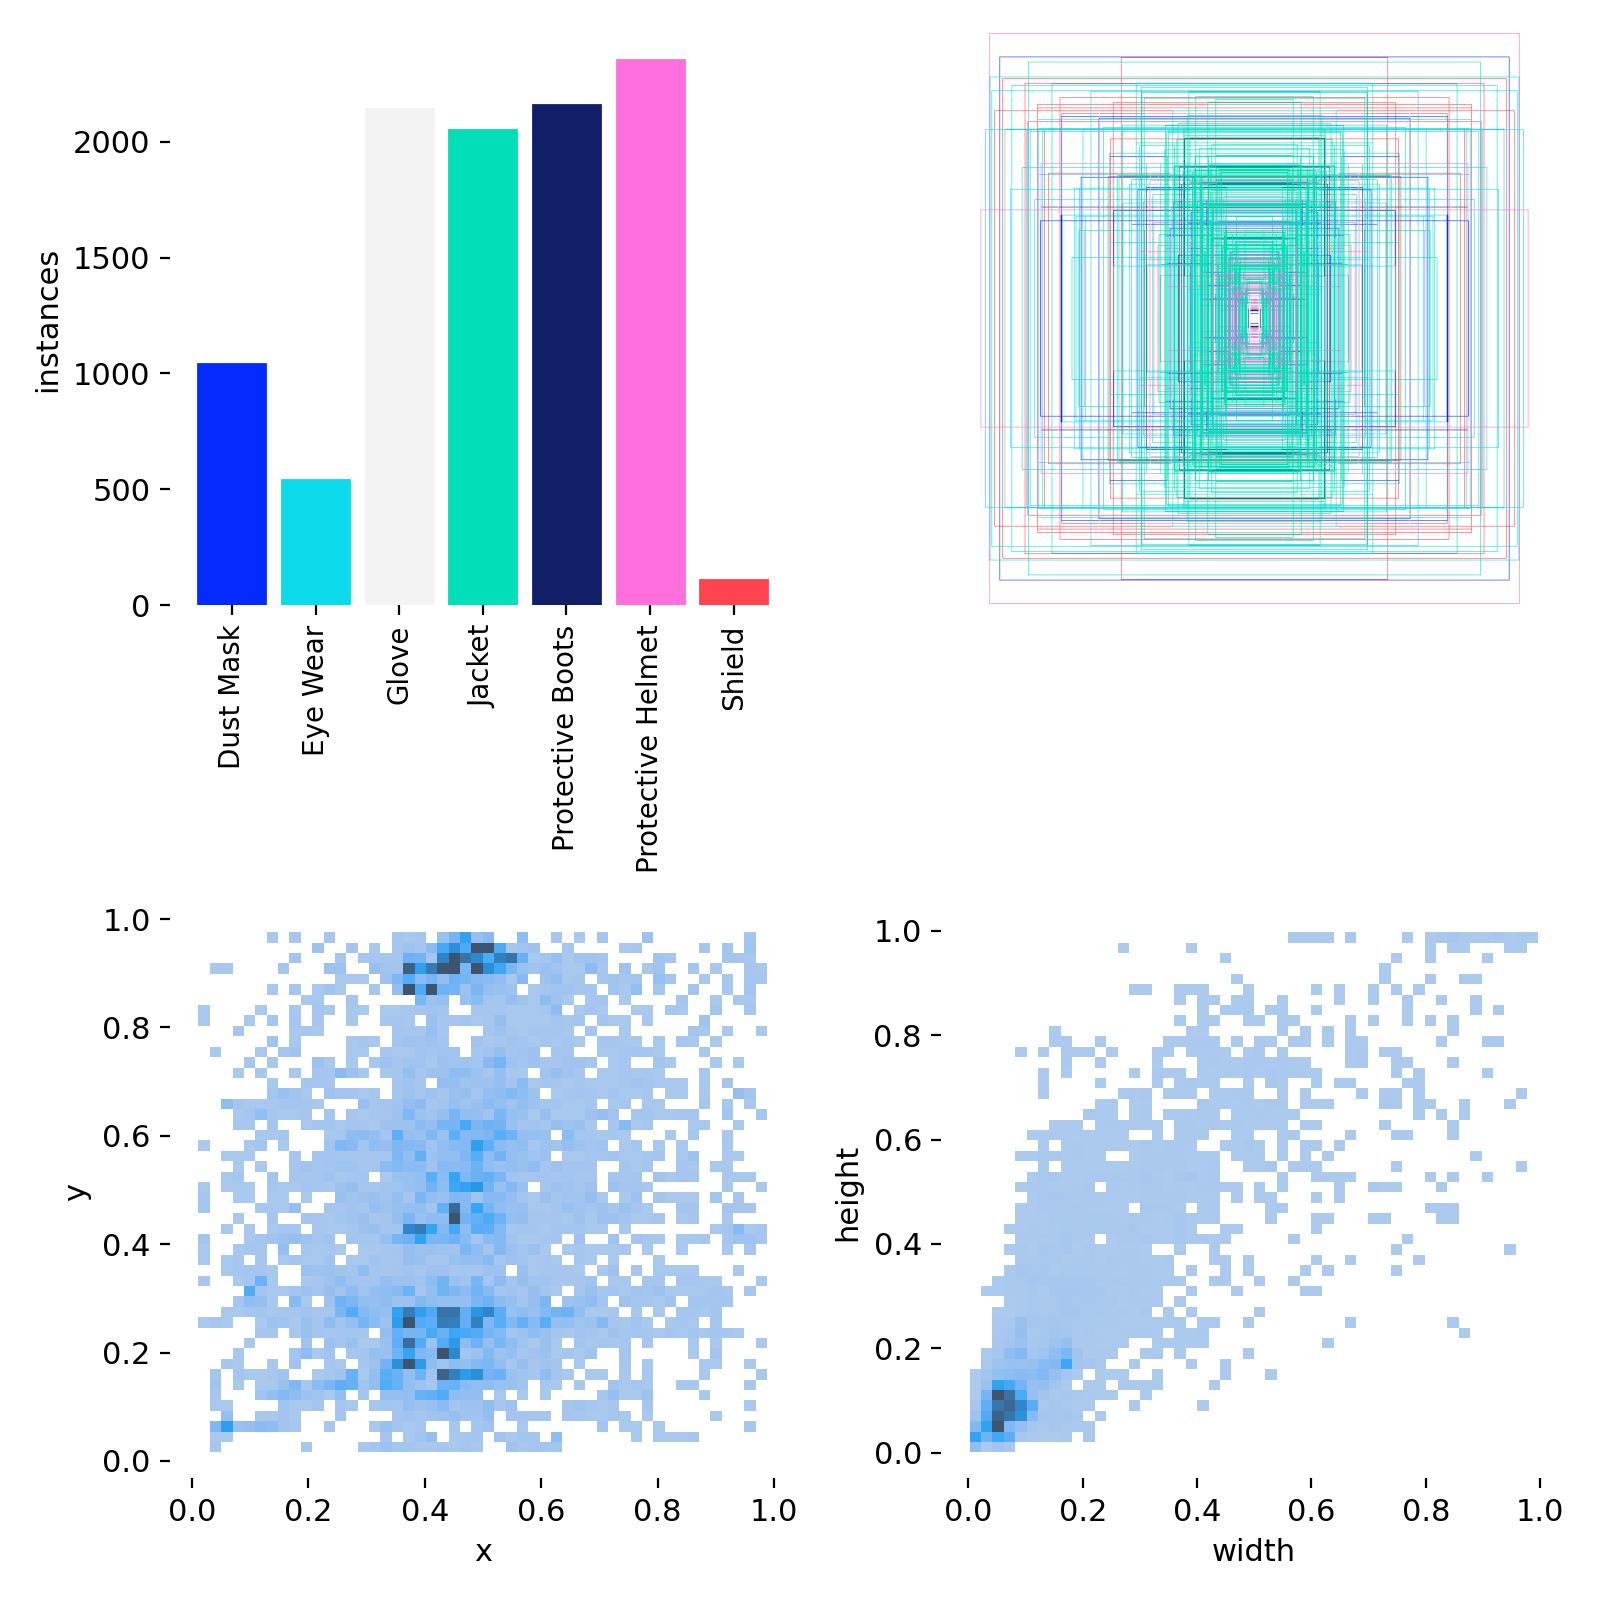 2000
1500
1000
500
0
instances
Dust Mask
Eye Wear
Glove
Jacket
Protective Boots
Protective Helmet
Shield
1.0
0.8
0.6
0.4
0.2
0.0
y
0.0 0.2 0.4 0.6 0.8 1.0
x
1.0
0.8
0.6
0.4
0.2
0.0
height
0.0 0.2 0.4 0.6 0.8 1.0
width